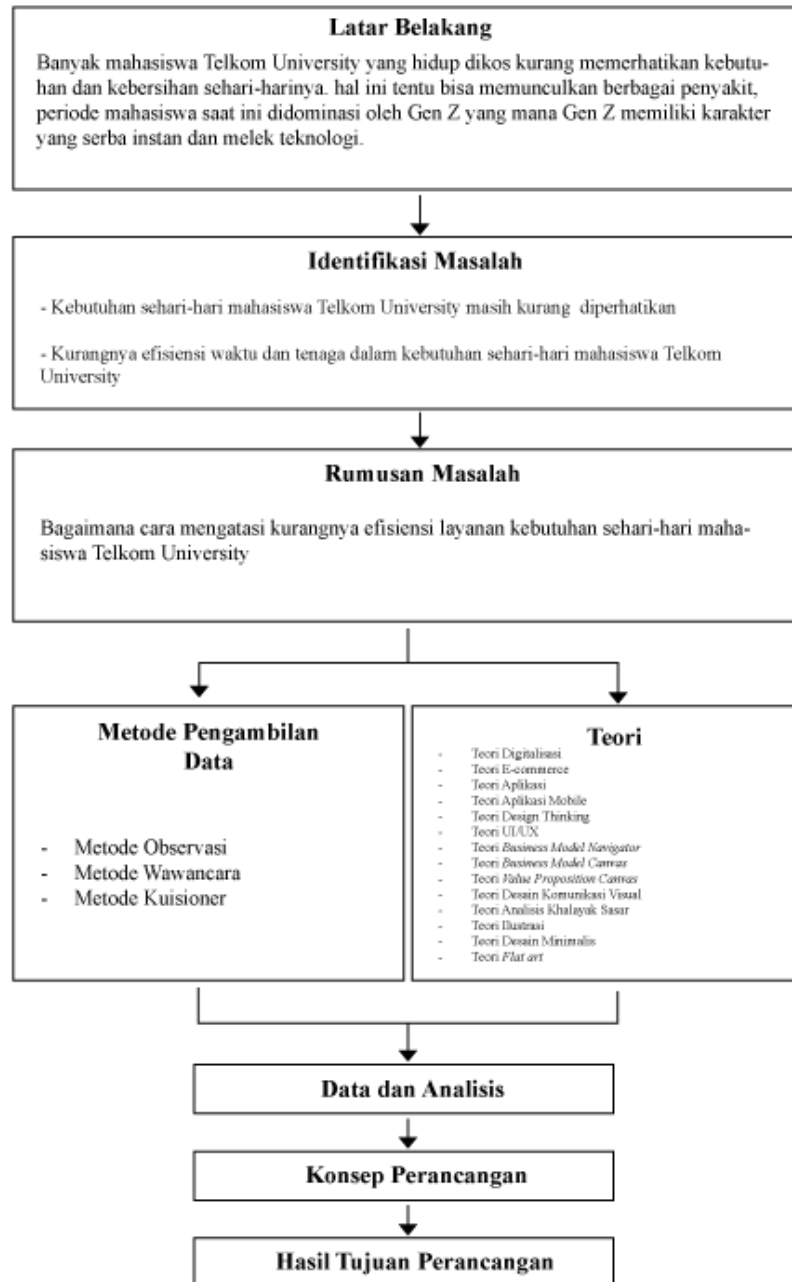 Latar Belakang
Banyak mahasiswa Telkom University yang hidup dikos kurang memerhatikan kebutu-
han dan kebersihan sehari-harinya. hal ini tentu bisa memunculkan berbagai penyakit,
periode mahasiswa saat ini didominasi oleh Gen Z yang mana Gen Z memiliki karakter
yang serba instan dan melek teknologi.
Identifikasi Masalah
- Kebutuhan sehari-hari mahasiswa Telkom University masih kurang diperhatikan
- Kurangnya efisiensi waktu dan tenaga dalam kebutuhan sehari-hari mahasiswa Telkom
University
Rumusan Masalah
Bagaimana cara mengatasi kurangnya efisiensi layanan kebutuhan sehari-hari maha-
siswa Telkom University
Metode Pengambilan
Data
- Metode Observasi
- Metode Wawancara
- Metode Kuisioner
Teori
- Teori Digitalisasi
- Teori E-commerce
- Teori Aplikasi
- Teori Aplikasi Mobile
- Teori Design Thinking
- Teori UI/UX
- Teori Business Model Navigator
- Teori Business Model Canvas
- Teori Value Proposition Canvas
- Teori Desain Komunikasi Visual
- Teori Analisis Khalayak Sasar
- Teori Ilustrasi
- Teori Desain Minimalis
- Teori Flat art
Data dan Analisis
Konsep Perancangan
Hasil Tujuan Perancangan